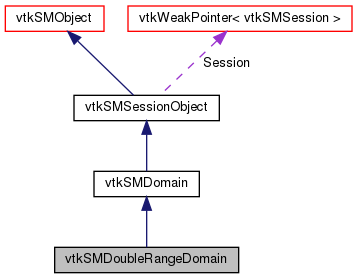 vtkSMObject
vtkWeakPointer< vtkSMSession >
Session
vtkSMSessionObject
vtkSMDomain
vtkSMDoubleRangeDomain